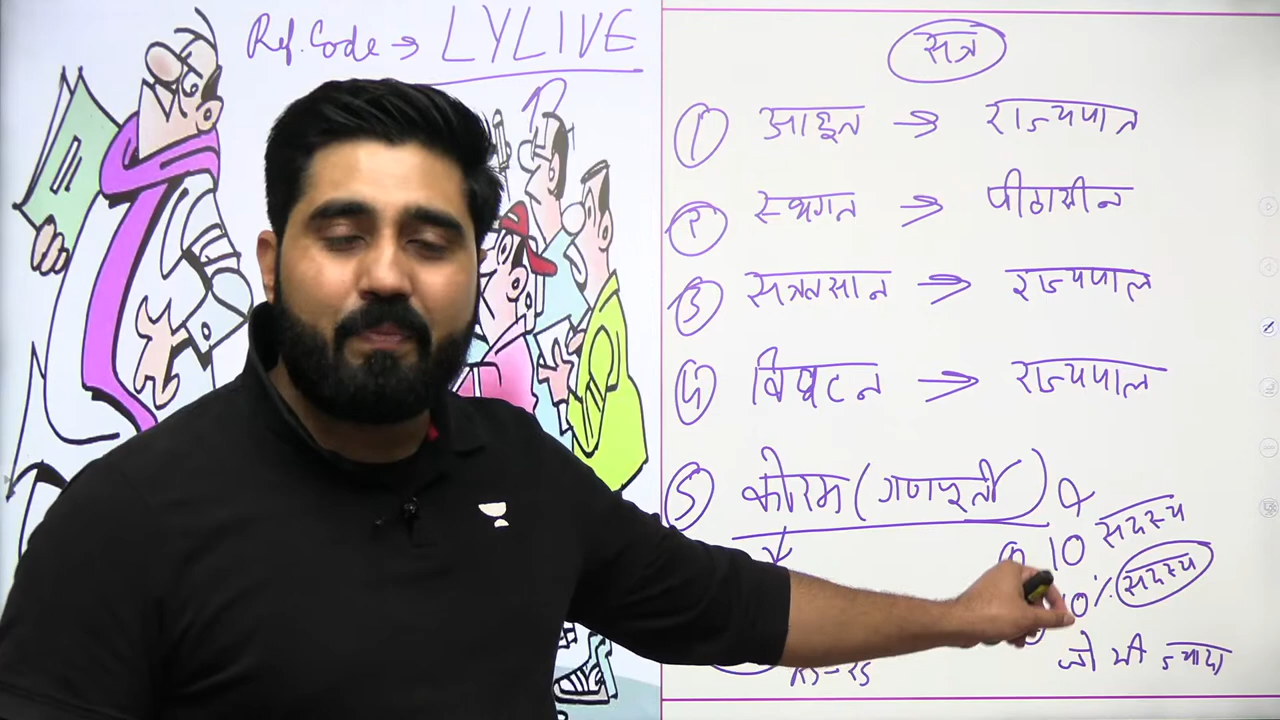 Ref. Code → LYLIVE
सत्र
① आहूत → राज्यपाल
② स्थगन → पीठासीन
③ सत्रावसान → राज्यपाल
④ विघटन → राज्यपाल
⑤ कोरम (गणपूर्ती)
10 सदस्य
10% सदस्य
जो भी ज्यादा